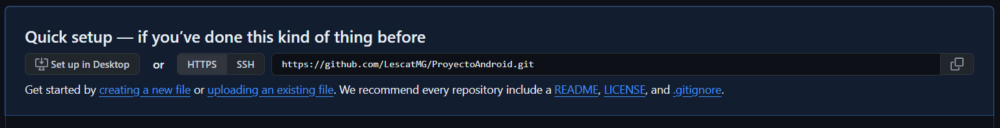 Quick setup — if you’ve done this kind of thing before
Set up in Desktop or HTTPS SSH https://github.com/LescatMG/ProyectoAndroid.git
Get started by creating a new file or uploading an existing file. We recommend every repository include a README, LICENSE, and .gitignore.